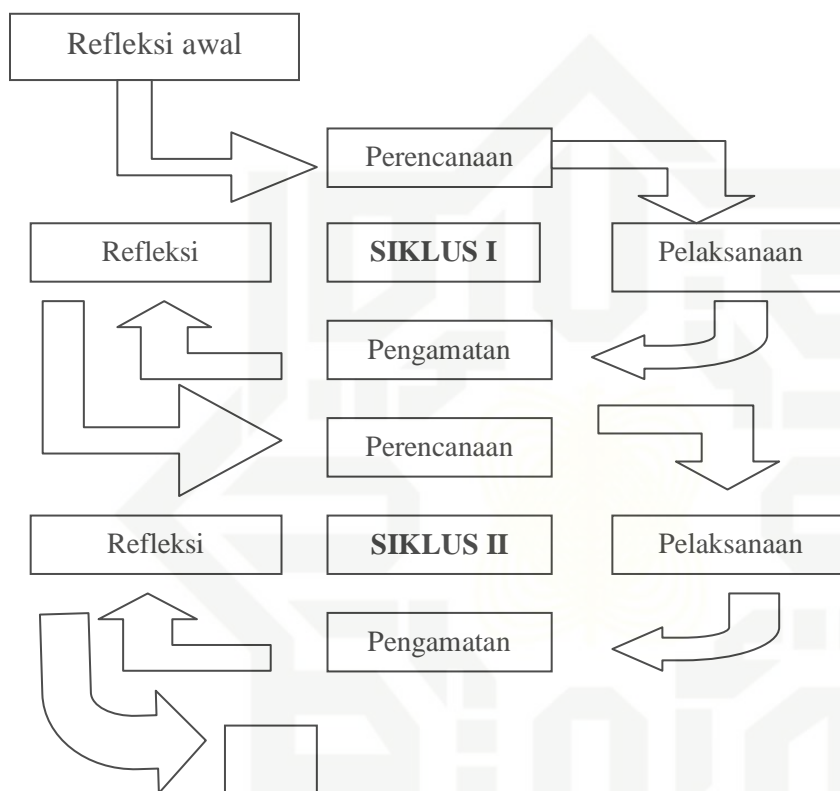 Refleksi awal
Perencanaan
Refleksi
SIKLUS I
Pelaksanaan
Pengamatan
Perencanaan
Refleksi
SIKLUS II
Pelaksanaan
Pengamatan